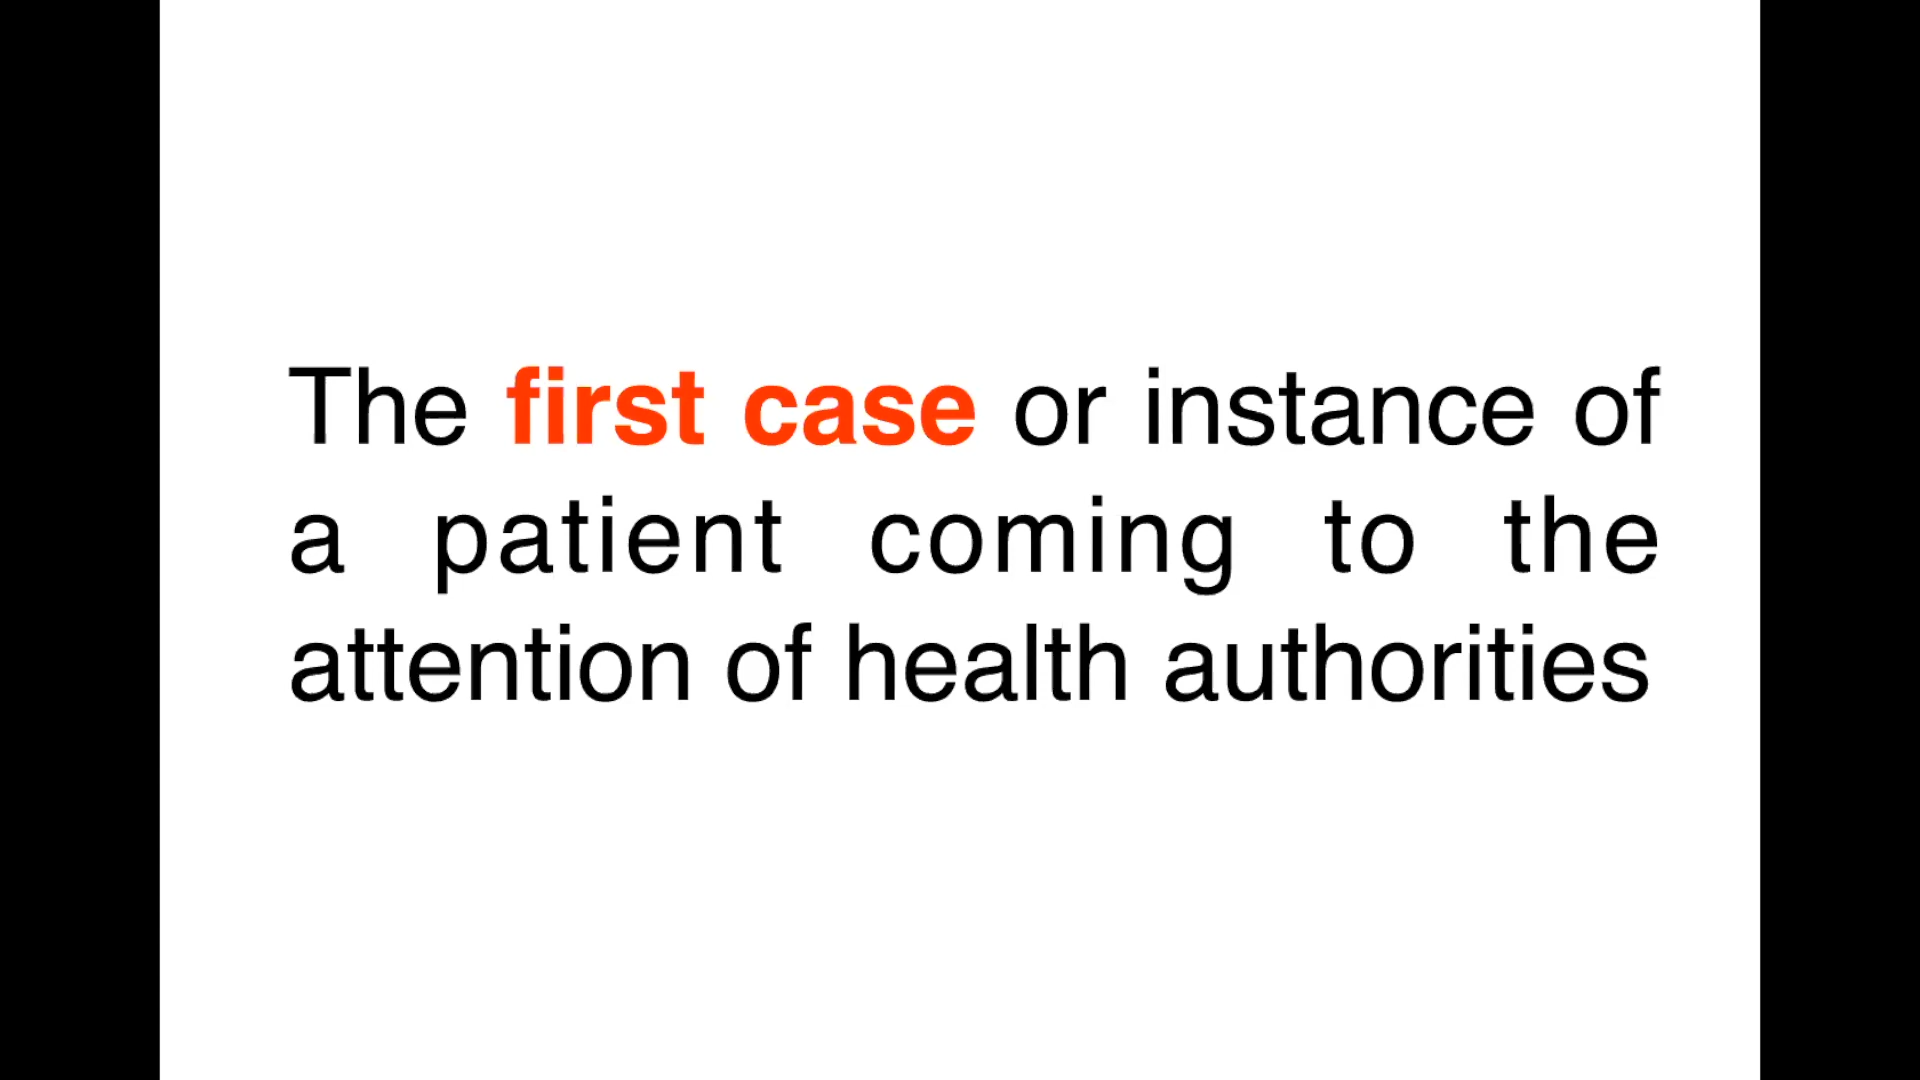 The first case or instance of
a patient coming to the
attention of health authorities